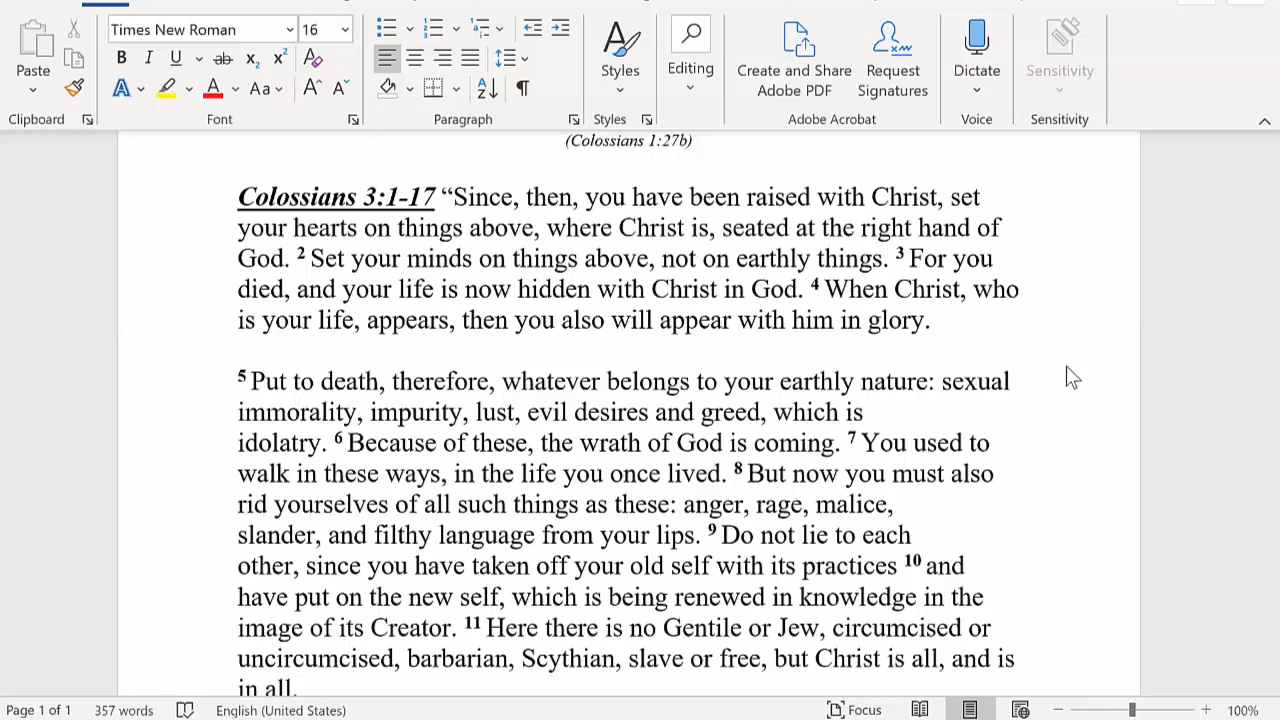 Times New Roman 16
B I U ab x2 x2 A
A A Aa A A
Paste
Styles
Editing
Create and Share Adobe PDF
Request Signatures
Dictate
Sensitivity
Clipboard Font Paragraph Styles Adobe Acrobat Voice Sensitivity
(Colossians 1:27b)
Colossians 3:1-17 “Since, then, you have been raised with Christ, set
your hearts on things above, where Christ is, seated at the right hand of
God. 2 Set your minds on things above, not on earthly things. 3 For you
died, and your life is now hidden with Christ in God. 4 When Christ, who
is your life, appears, then you also will appear with him in glory.
5 Put to death, therefore, whatever belongs to your earthly nature: sexual
immorality, impurity, lust, evil desires and greed, which is
idolatry. 6 Because of these, the wrath of God is coming. 7 You used to
walk in these ways, in the life you once lived. 8 But now you must also
rid yourselves of all such things as these: anger, rage, malice,
slander, and filthy language from your lips. 9 Do not lie to each
other, since you have taken off your old self with its practices 10 and
have put on the new self, which is being renewed in knowledge in the
image of its Creator. 11 Here there is no Gentile or Jew, circumcised or
uncircumcised, barbarian, Scythian, slave or free, but Christ is all, and is
in all.
Page 1 of 1 357 words English (United States) Focus 100%